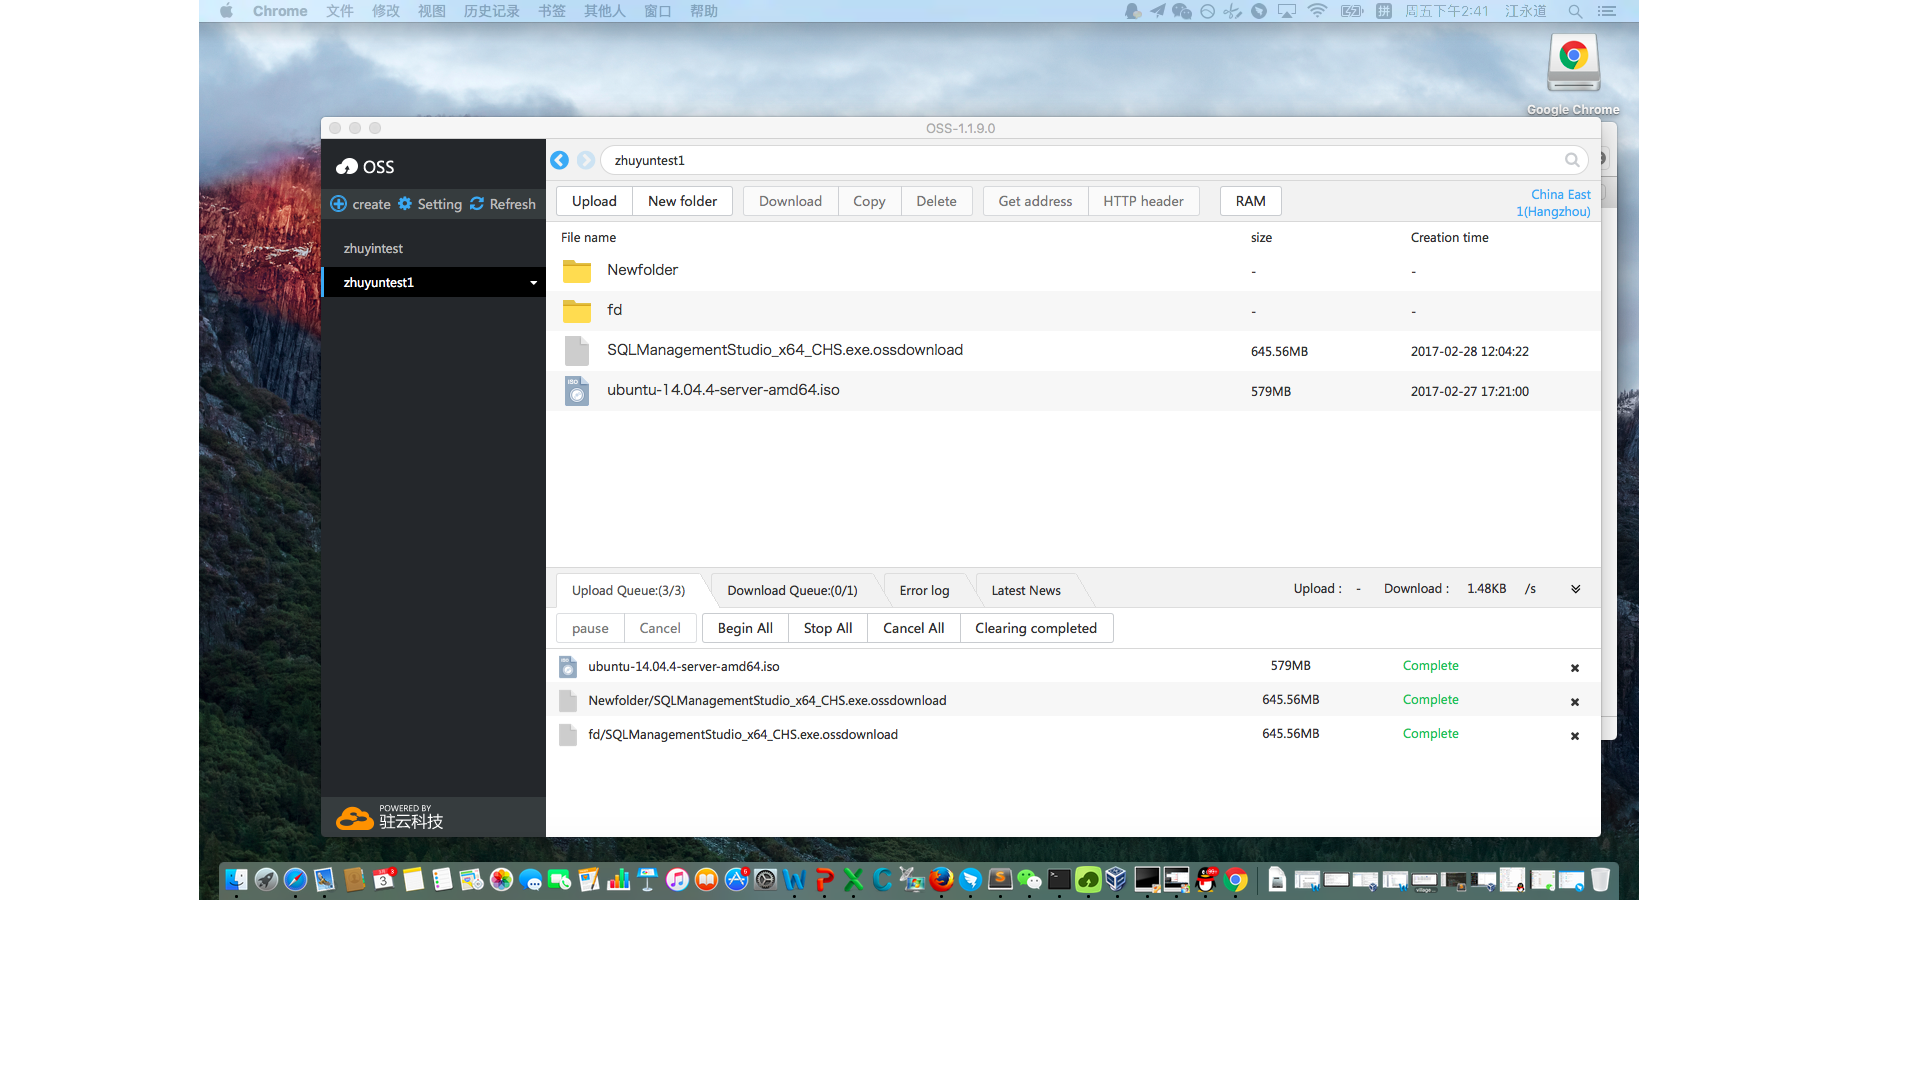 Chrome 文件 修改 视图 历史记录 书签 其他人 窗口 帮助 拼 周五下午2:41 江永道
Google Chrome
OSS-1.1.9.0
OSS
zhuyuntest1
create Setting Refresh
Upload New folder Download Copy Delete Get address HTTP header RAM
China East
1(Hangzhou)
File name size Creation time
zhuyintest
zhuyuntest1
Newfolder - -
fd - -
SQLManagementStudio_x64_CHS.exe.ossdownload 645.56MB 2017-02-28 12:04:22
ISO
ubuntu-14.04.4-server-amd64.iso 579MB 2017-02-27 17:21:00
Upload Queue:(3/3) Download Queue:(0/1) Error log Latest News Upload : - Download : 1.48KB /s
pause Cancel Begin All Stop All Cancel All Clearing completed
ubuntu-14.04.4-server-amd64.iso 579MB Complete
Newfolder/SQLManagementStudio_x64_CHS.exe.ossdownload 645.56MB Complete
fd/SQLManagementStudio_x64_CHS.exe.ossdownload 645.56MB Complete
POWERED BY
驻云科技